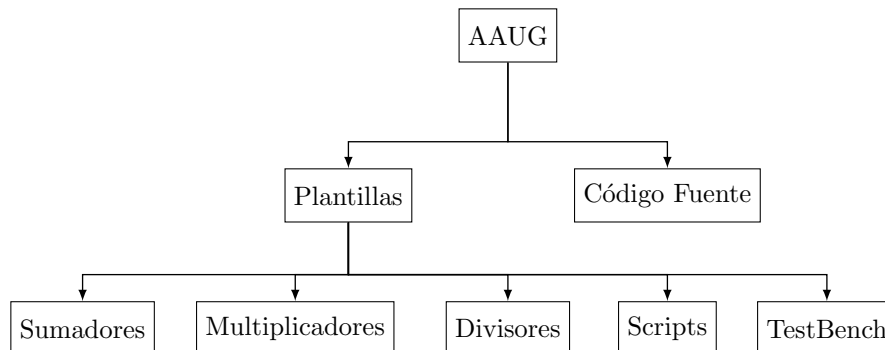 AAUG
Plantillas
Código Fuente
Sumadores
Multiplicadores
Divisores
Scripts
TestBench